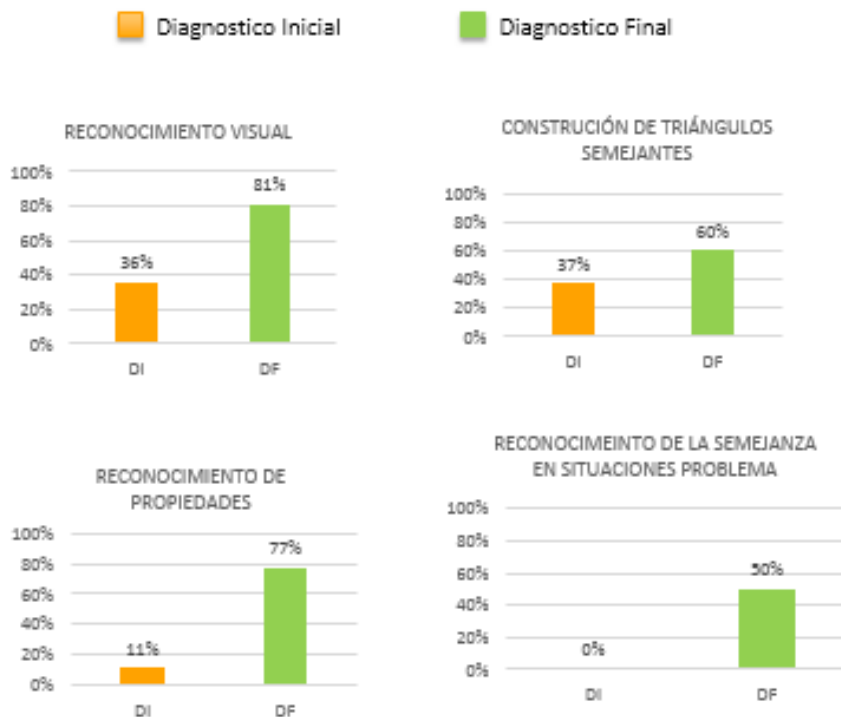 Diagnostico Inicial
Diagnostico Final
RECONOCIMIENTO VISUAL
100%
80%
60%
40%
20%
0%
36%
81%
DI
DF
CONSTRUCIÓN DE TRIÁNGULOS
SEMEJANTES
100%
80%
60%
40%
20%
0%
37%
60%
DI
DF
RECONOCIMIENTO DE
PROPIEDADES
100%
80%
60%
40%
20%
0%
11%
77%
DI
DF
RECONOCIMEINTO DE LA SEMEJANZA
EN SITUACIONES PROBLEMA
100%
80%
60%
40%
20%
0%
0%
50%
DI
DF